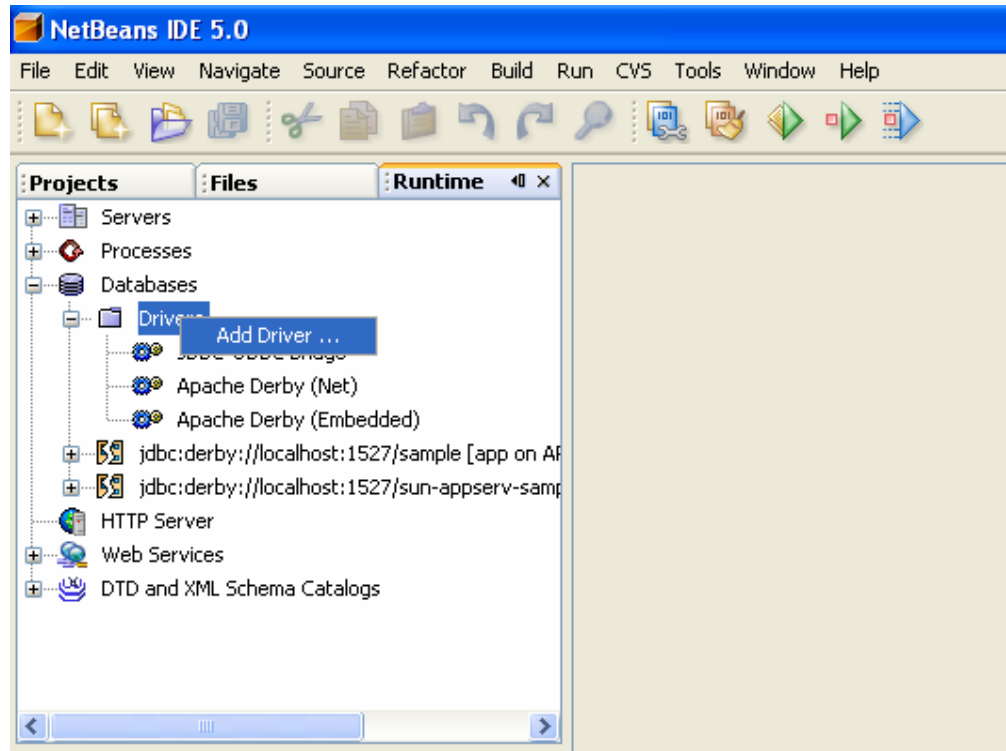 NetBeans IDE 5.0
File Edit View Navigate Source Refactor Build Run CVS Tools Window Help
Projects Files Runtime
Servers
Processes
Databases
Drivers
Add Driver ...
Apache Derby (Net)
Apache Derby (Embedded)
jdbc:derby://localhost:1527/sample [app on AP
jdbc:derby://localhost:1527/sun-appserv-samp
HTTP Server
Web Services
DTD and XML Schema Catalogs